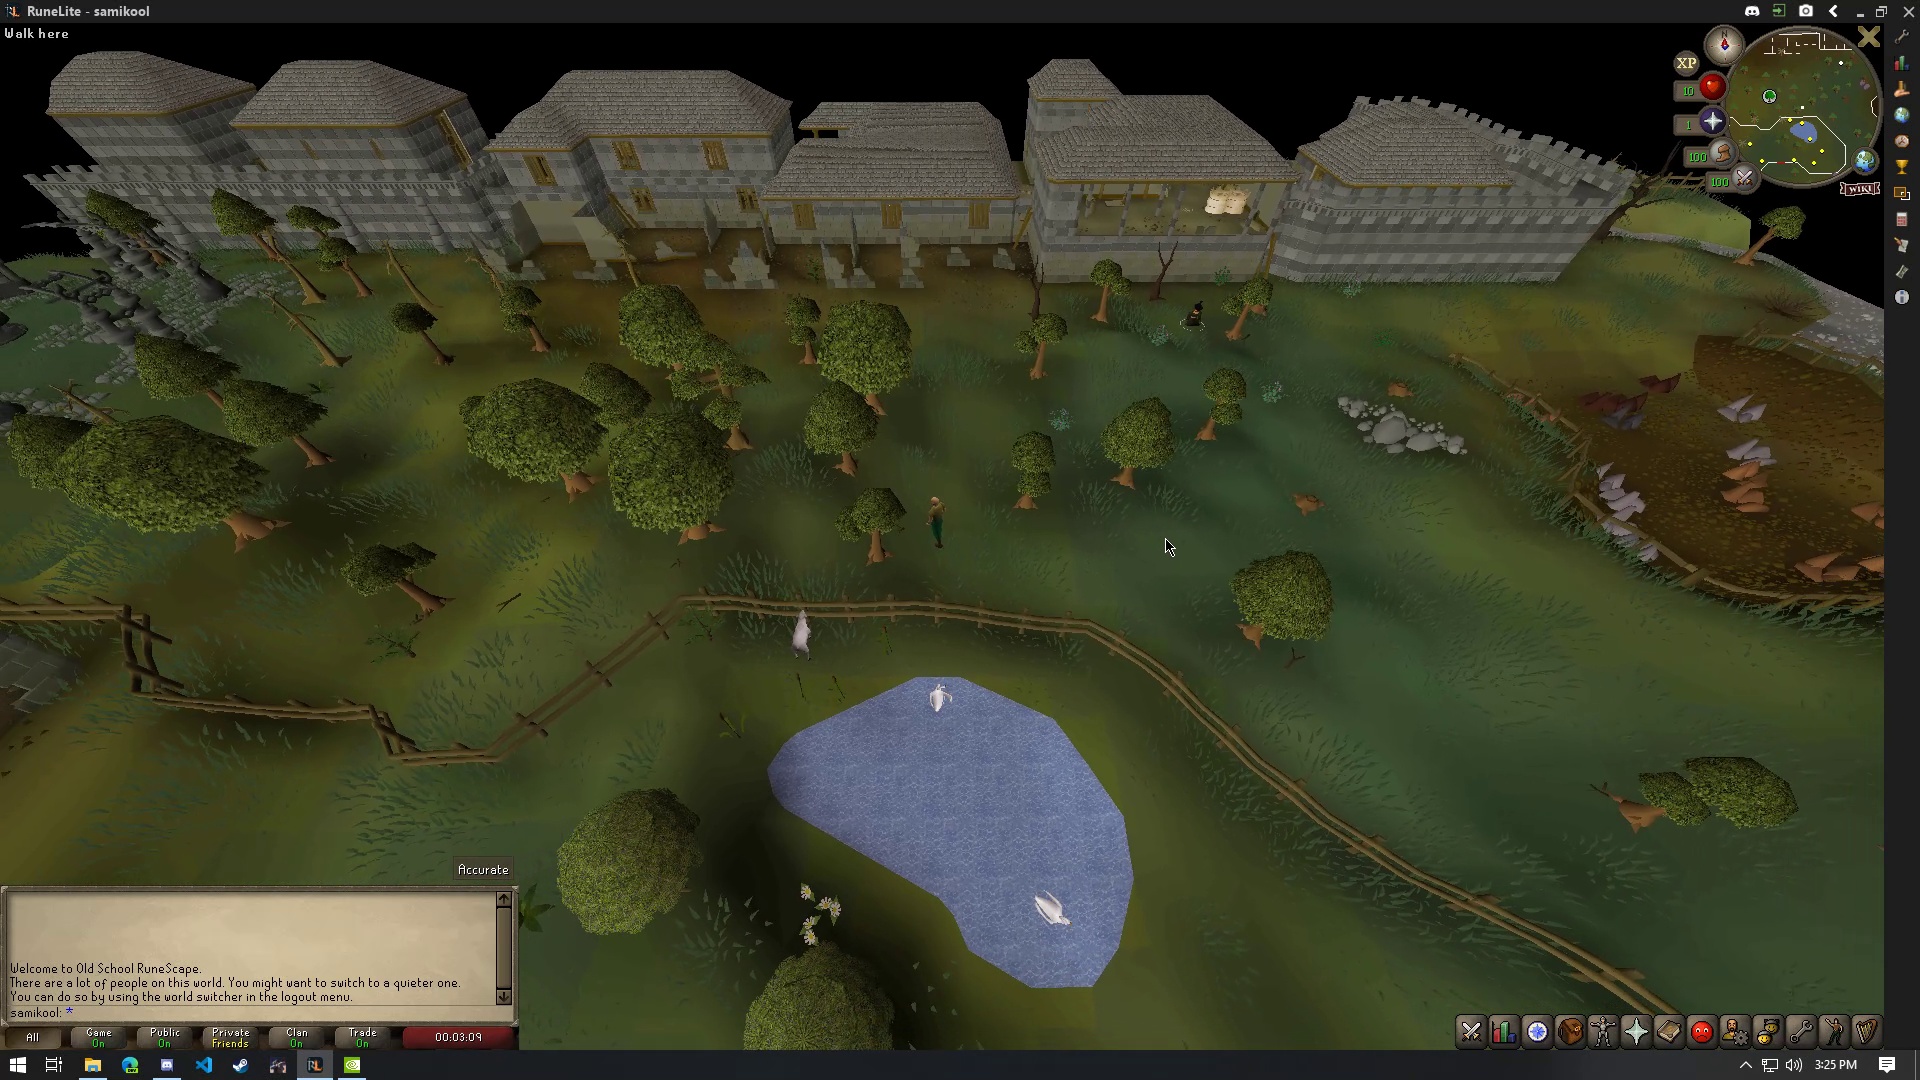 RuneLite - samikool
Walk here
N
XP
10
1
100
100
WIKI
Accurate
Welcome to Old School RuneScape.
There are a lot of people on this world. You might want to switch to a quieter one.
You can do so by using the world switcher in the logout menu.
samikool: *
All
Game
On
Public
On
Private
Friends
Clan
On
Trade
On
00:03:09
3:25 PM